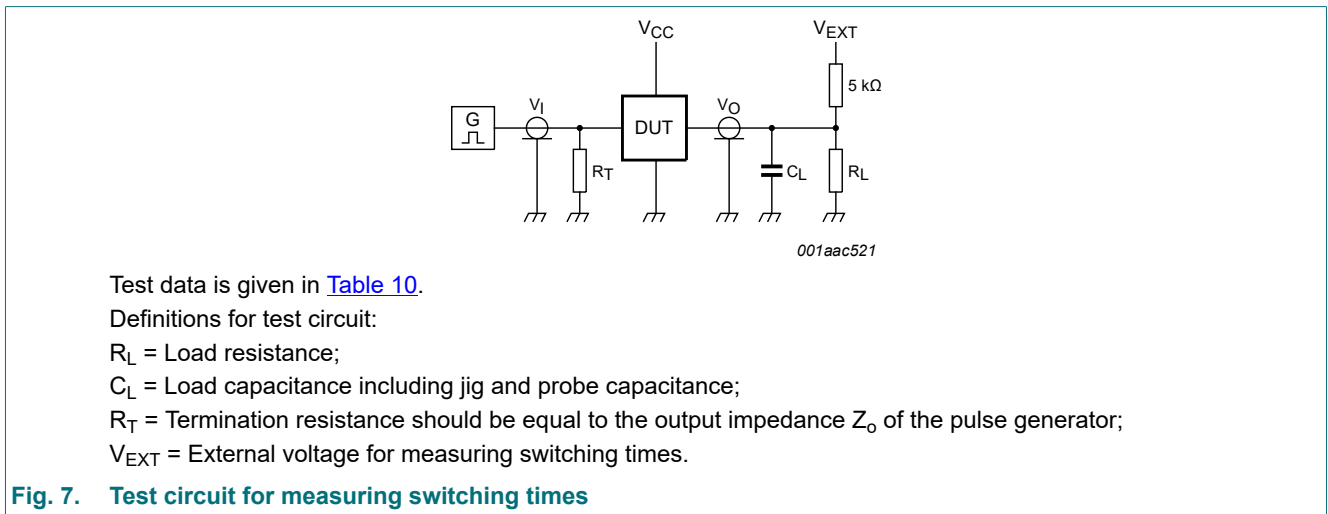 VCC
VEXT
5 kΩ
G
VI
DUT
VO
RT
CL
RL
001aac521
Test data is given in Table 10.
Definitions for test circuit:
RL = Load resistance;
CL = Load capacitance including jig and probe capacitance;
RT = Termination resistance should be equal to the output impedance Zo of the pulse generator;
VEXT = External voltage for measuring switching times.
Fig. 7. Test circuit for measuring switching times